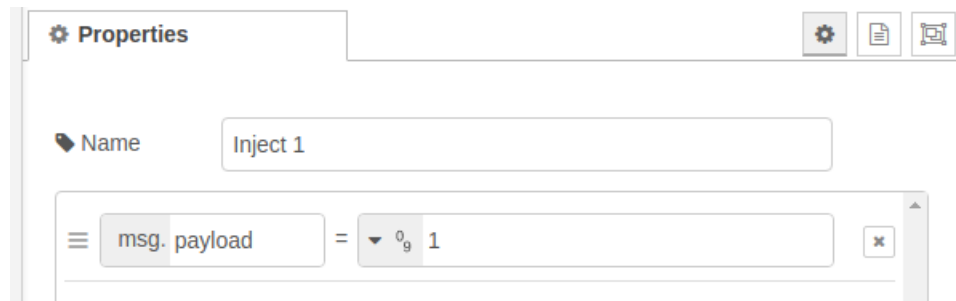 Properties
Name Inject 1
msg. payload = 0 9 1